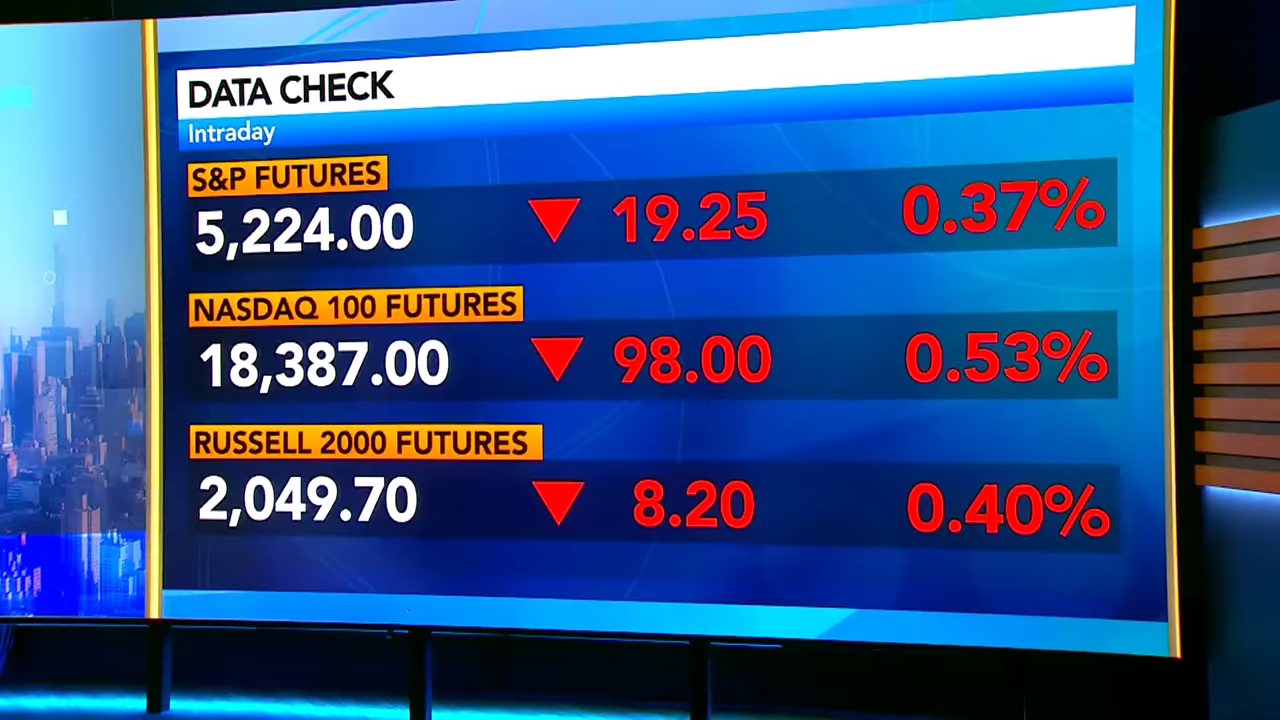 DATA CHECK
Intraday
S&P FUTURES
5,224.00 ▼ 19.25 0.37%
NASDAQ 100 FUTURES
18,387.00 ▼ 98.00 0.53%
RUSSELL 2000 FUTURES
2,049.70 ▼ 8.20 0.40%